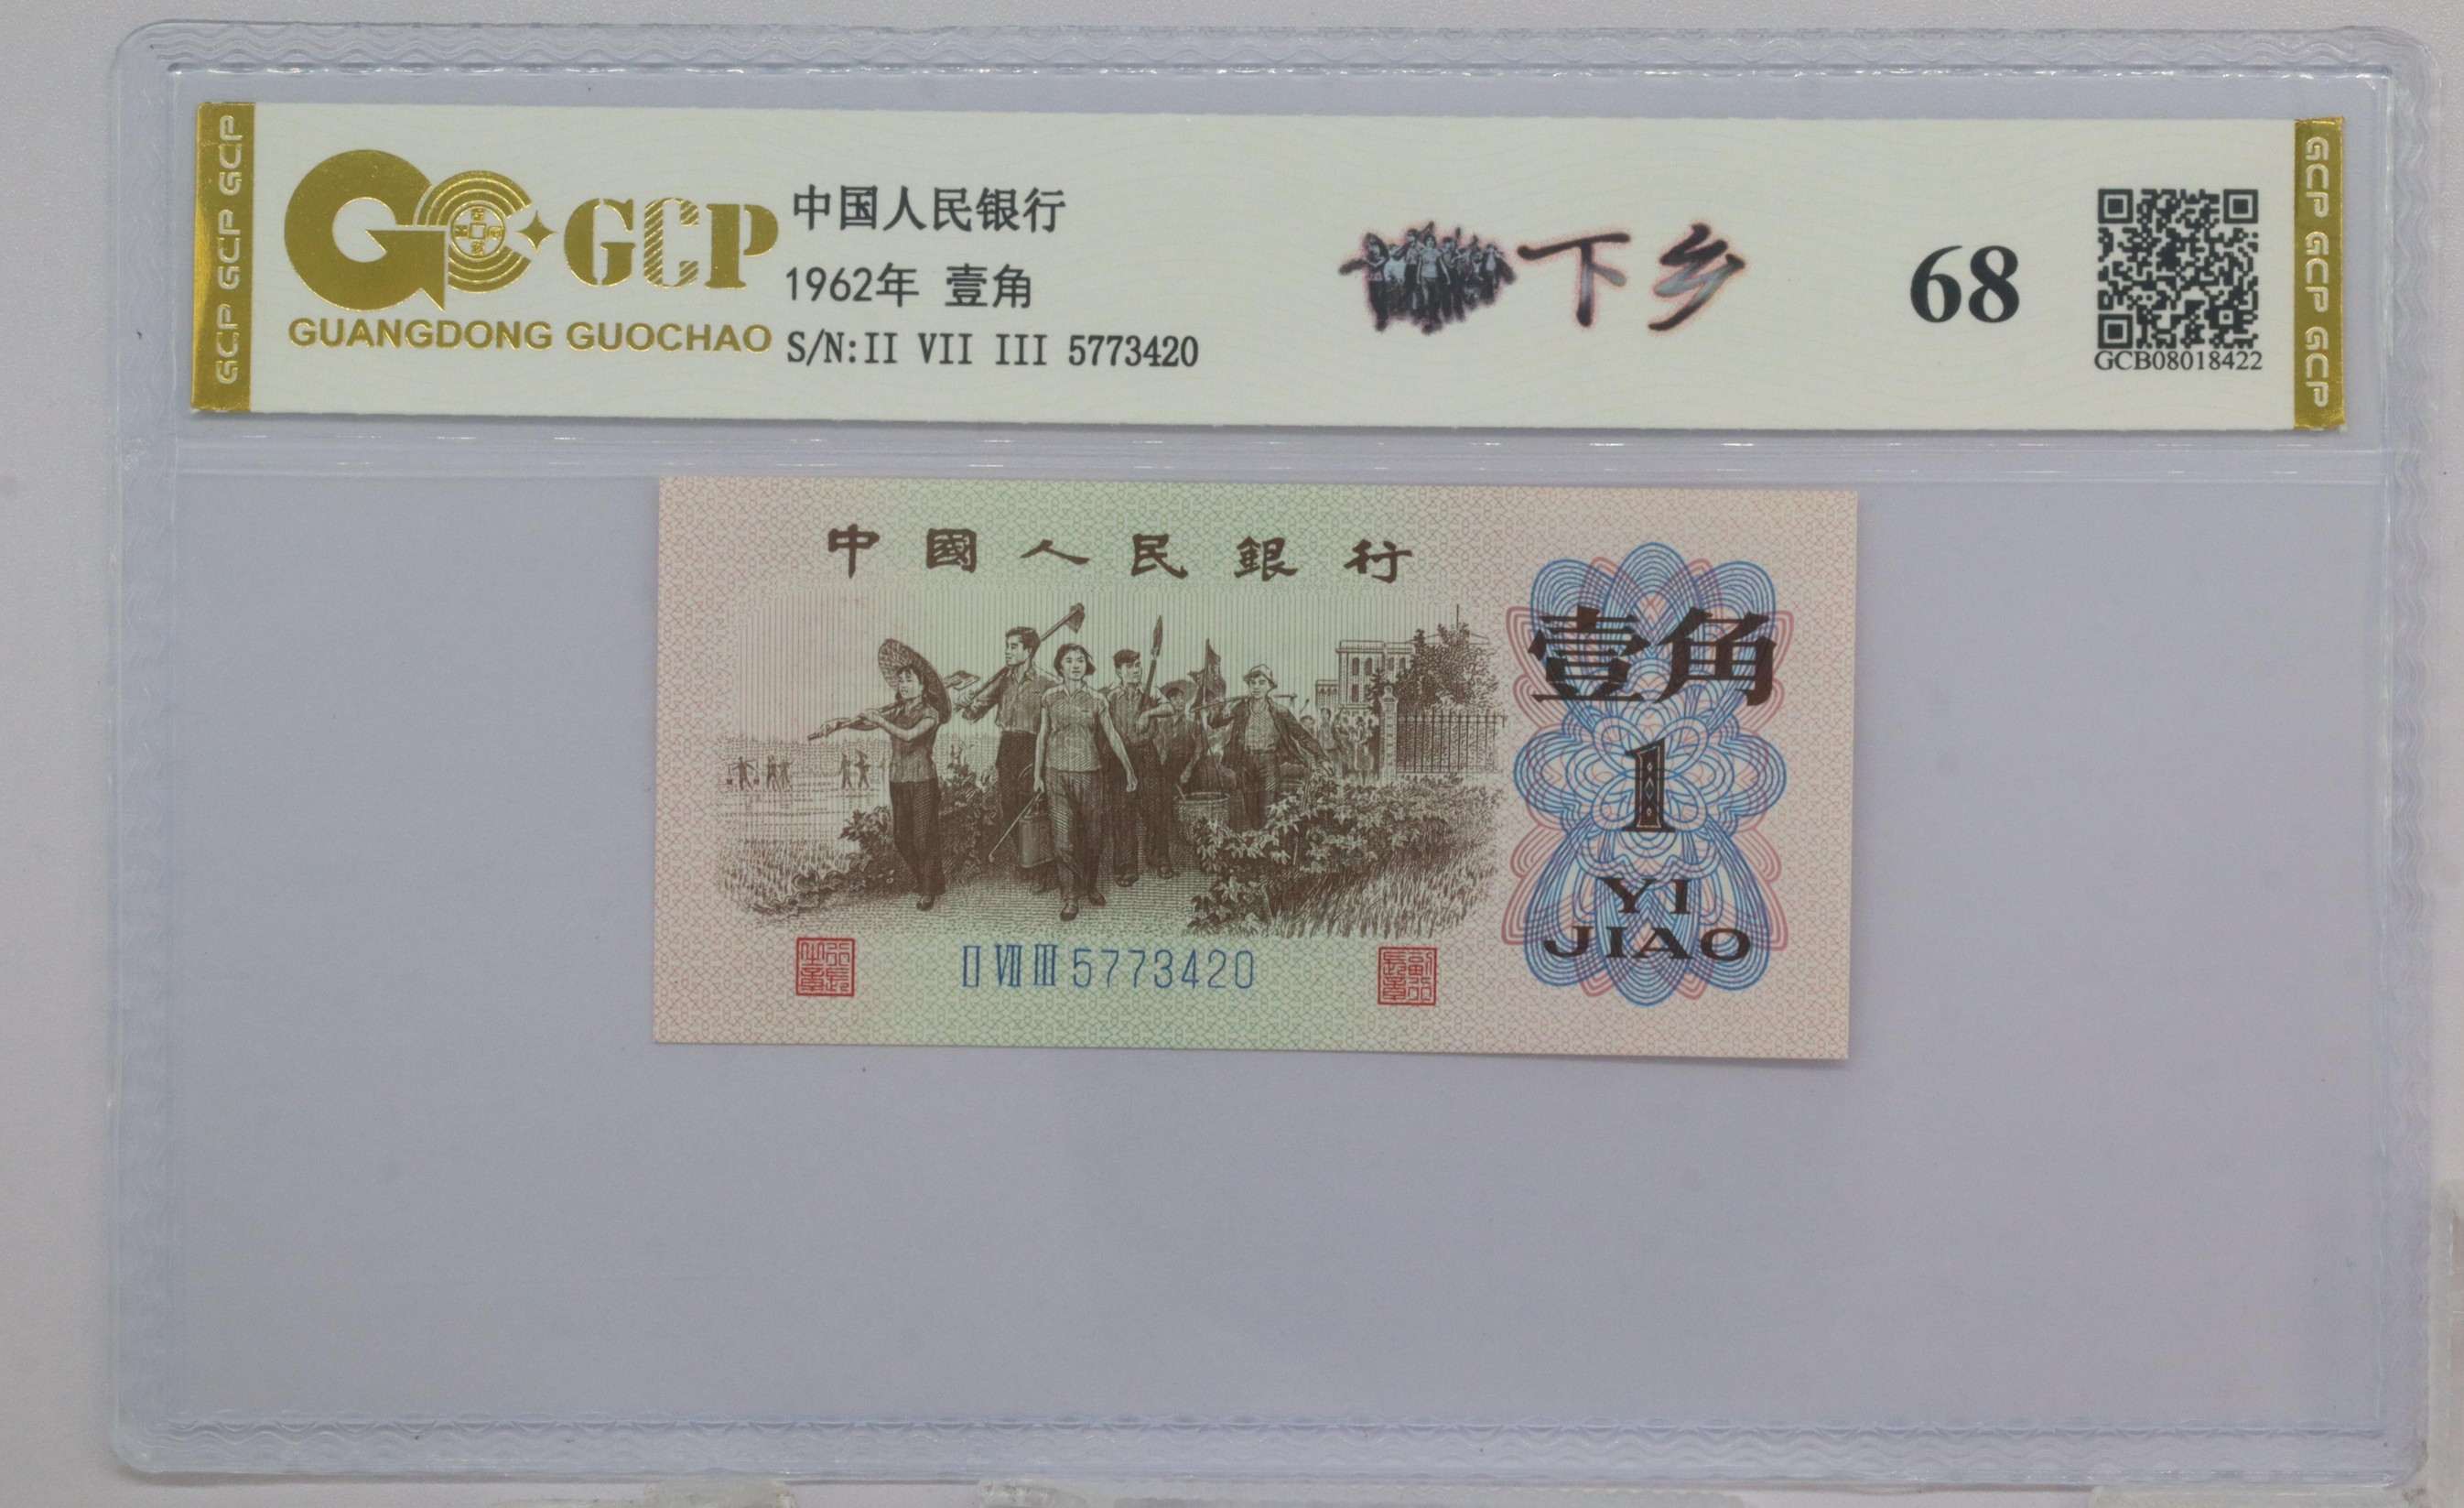 GCP GCP GCP
GCP
GUANGDONG GUOCHAO
中国人民银行
1962年 壹角
S/N:II VII III 5773420
下乡
68
GCB08018422
GCP GCP GCP
中國人民銀行
壹角
1
YI
JIAO
II VII III 5773420